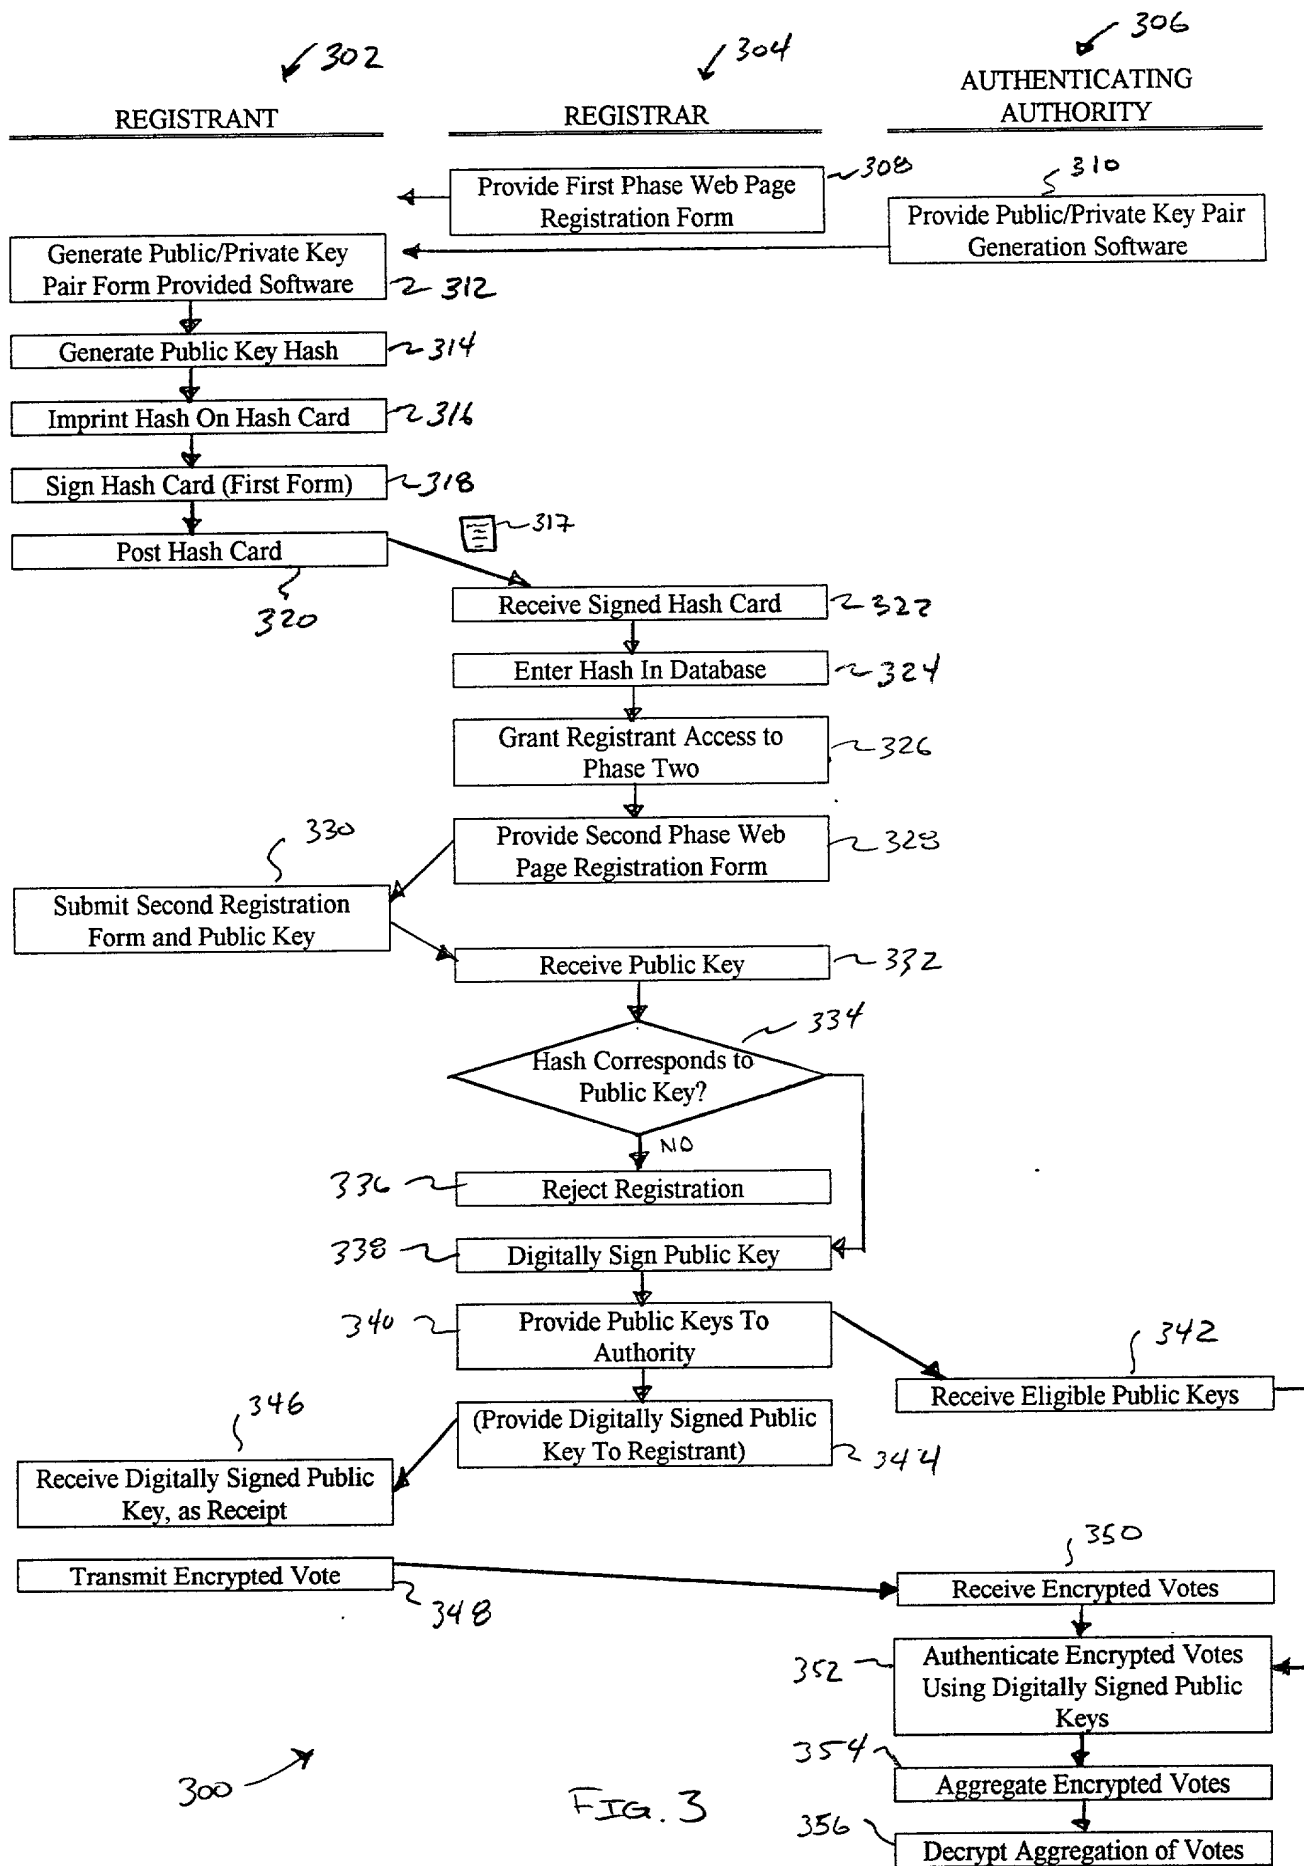 302
304
306
REGISTRANT
REGISTRAR
AUTHENTICATING
AUTHORITY
Provide First Phase Web Page
Registration Form
308
310
Provide Public/Private Key Pair
Generation Software
Generate Public/Private Key
Pair Form Provided Software
312
Generate Public Key Hash
314
Imprint Hash On Hash Card
316
Sign Hash Card (First Form)
318
317
Post Hash Card
320
Receive Signed Hash Card
322
Enter Hash In Database
324
Grant Registrant Access to
Phase Two
326
Provide Second Phase Web
Page Registration Form
328
330
Submit Second Registration
Form and Public Key
Receive Public Key
332
334
Hash Corresponds to
Public Key?
NO
336
Reject Registration
338
Digitally Sign Public Key
340
Provide Public Keys To
Authority
342
Receive Eligible Public Keys
(Provide Digitally Signed Public
Key To Registrant)
344
346
Receive Digitally Signed Public
Key, as Receipt
Transmit Encrypted Vote
348
350
Receive Encrypted Votes
352
Authenticate Encrypted Votes
Using Digitally Signed Public
Keys
354
Aggregate Encrypted Votes
356
Decrypt Aggregation of Votes
300
FIG. 3